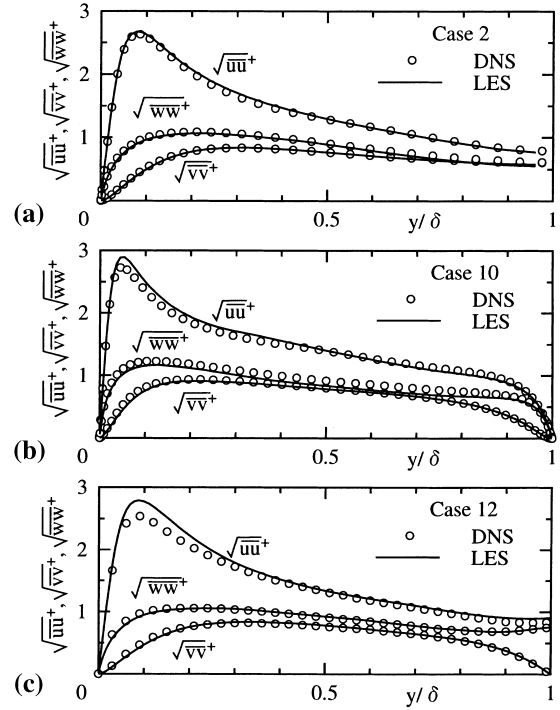 3
2
1
0
√uu⁺, √vv⁺, √ww⁺
Case 2
DNS
LES
√uu⁺
√ww⁺
√vv⁺
(a)
0
0.5
1
y/ δ
3
2
1
0
√uu⁺, √vv⁺, √ww⁺
Case 10
DNS
LES
√uu⁺
√ww⁺
√vv⁺
(b)
0
0.5
1
y/ δ
3
2
1
0
√uu⁺, √vv⁺, √ww⁺
Case 12
DNS
LES
√uu⁺
√ww⁺
√vv⁺
(c)
0
0.5
1
y/ δ